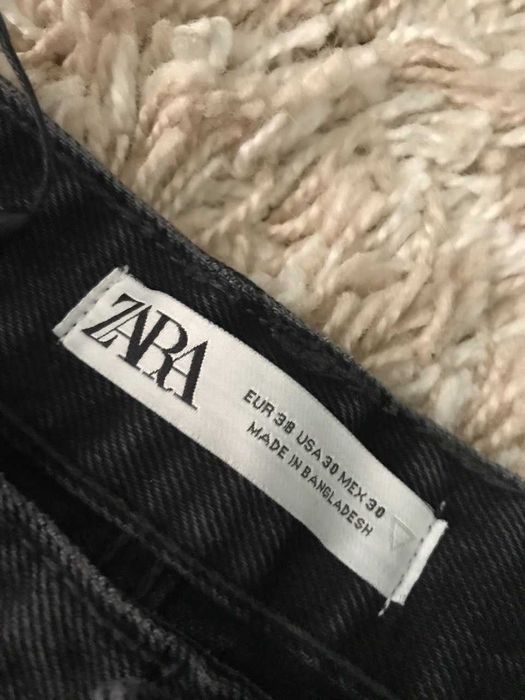 ZARA
EUR 38 USA 30 MEX 30
MADE IN BANGLADESH